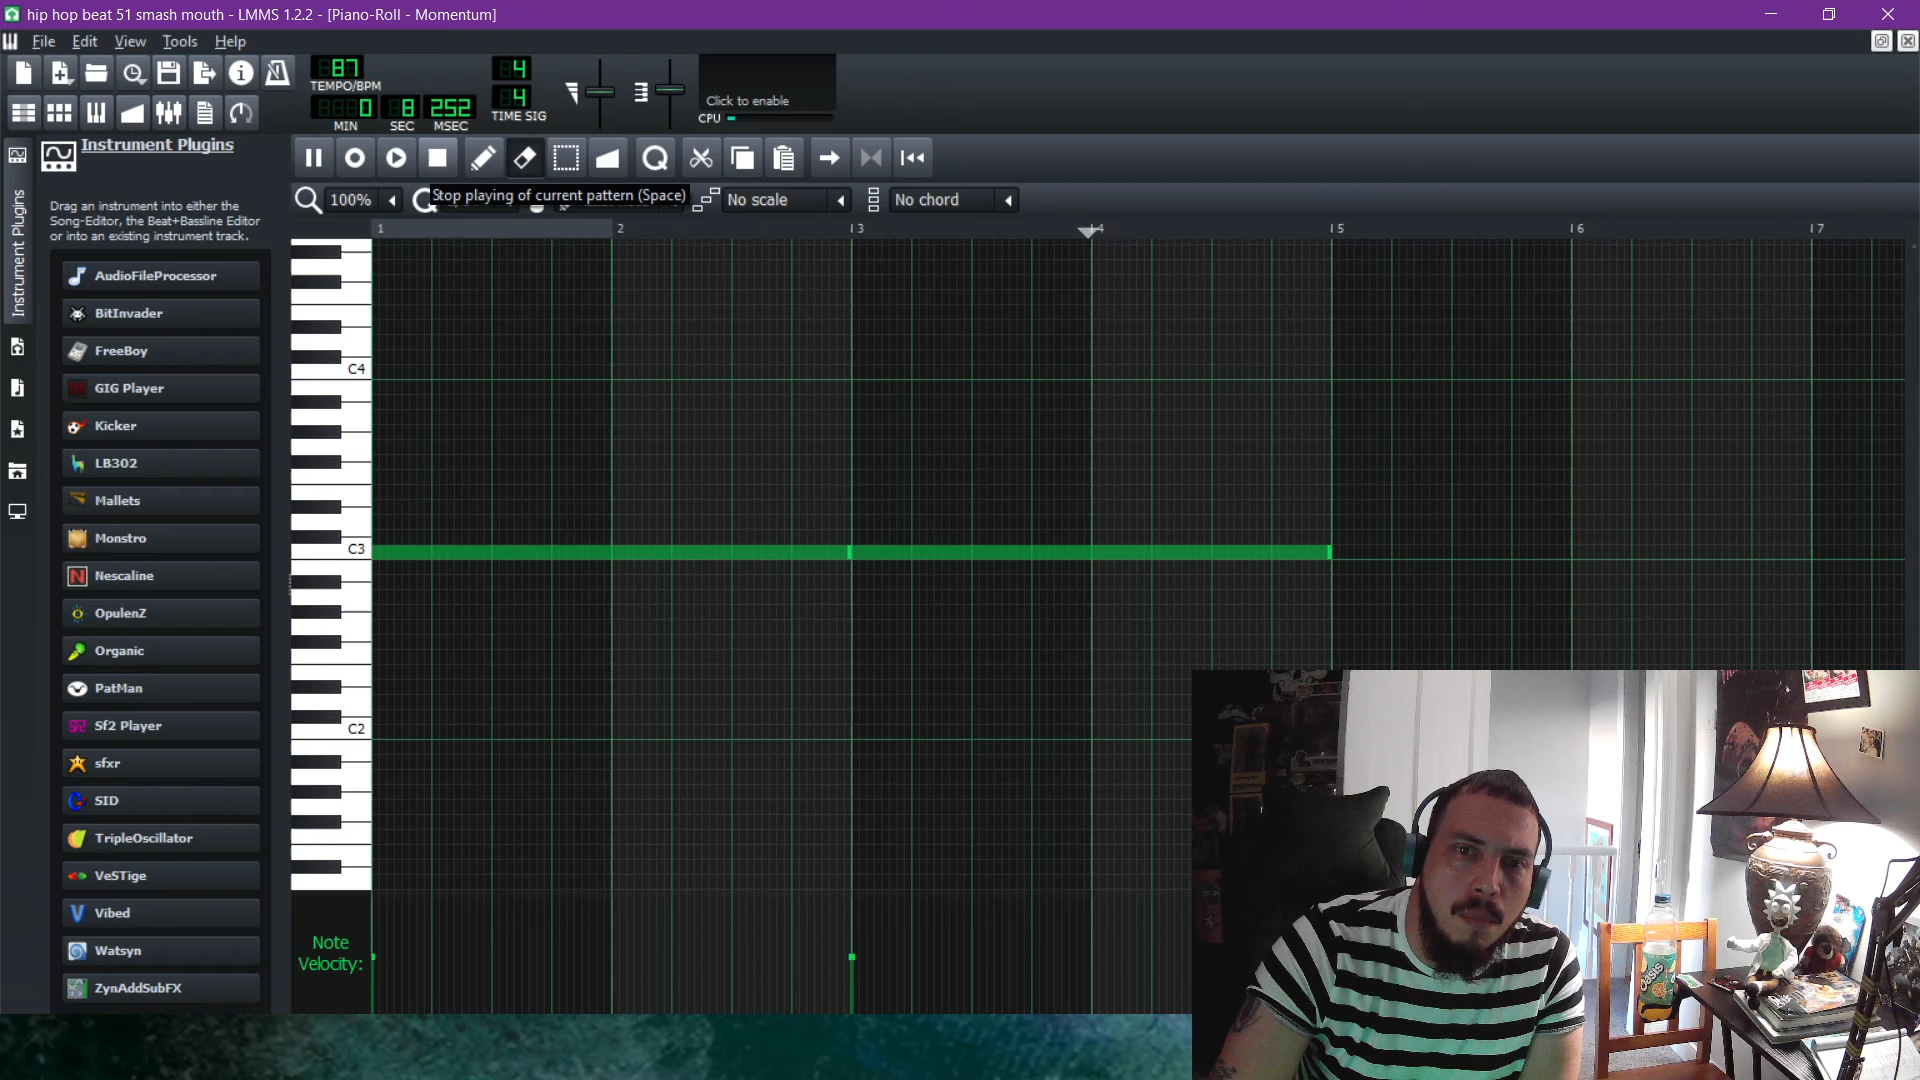 hip hop beat 51 smash mouth - LMMS 1.2.2 - [Piano-Roll - Momentum]
File Edit View Tools Help
87
TEMPO/BPM
0 8 252
MIN SEC MSEC
4
4
TIME SIG
Click to enable
CPU
Instrument Plugins
Instrument Plugins
Drag an instrument into either the
Song-Editor, the Beat+Bassline Editor
or into an existing instrument track.
AudioFileProcessor
BitInvader
FreeBoy
GIG Player
Kicker
LB302
Mallets
Monstro
Nescaline
OpulenZ
Organic
PatMan
Sf2 Player
sfxr
SID
TripleOscillator
VeSTige
Vibed
Watsyn
ZynAddSubFX
100%
Stop playing of current pattern (Space)
No scale
No chord
1 2 3 4 5 6 7
C4
C3
C2
Note
Velocity:
Oasis